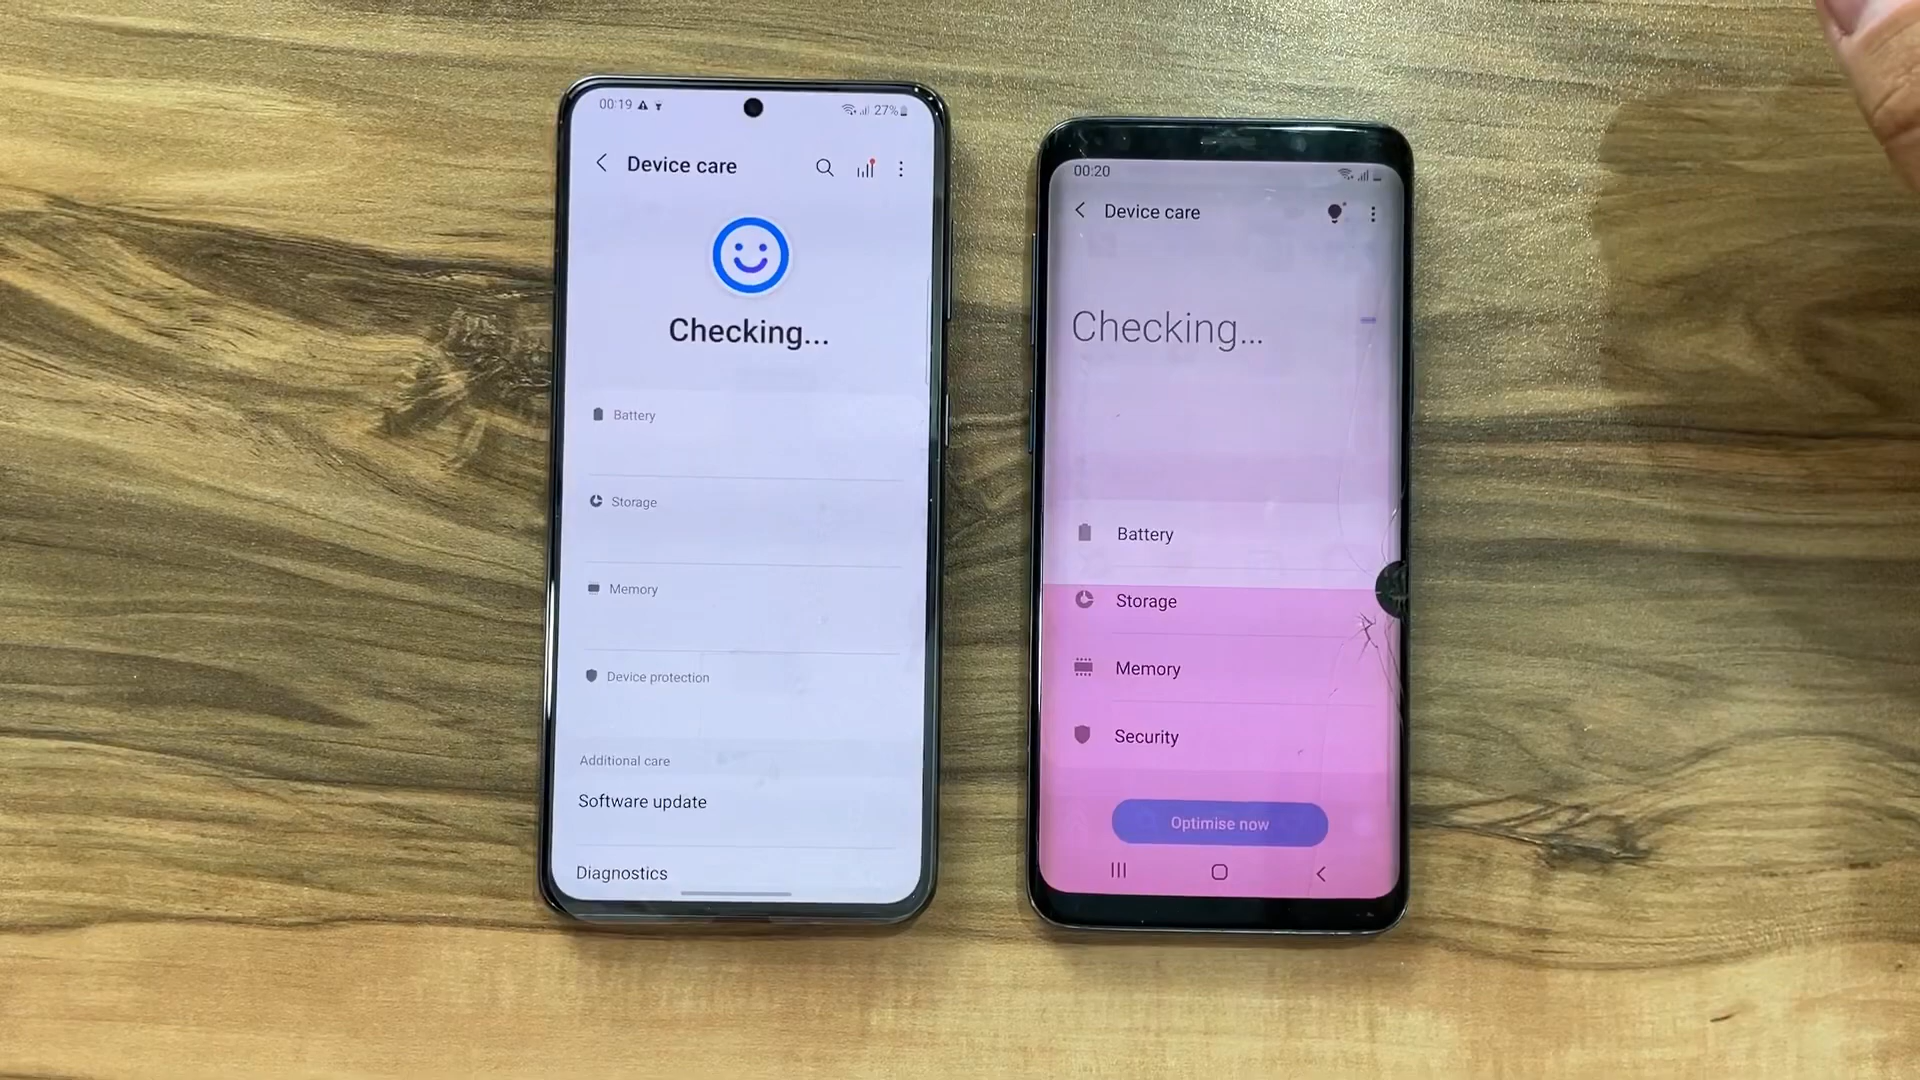 00:19
27%
Device care
Checking...
Battery
Storage
Memory
Device protection
Additional care
Software update
Diagnostics
00:20
Device care
Checking...
Battery
Storage
Memory
Security
Optimise now